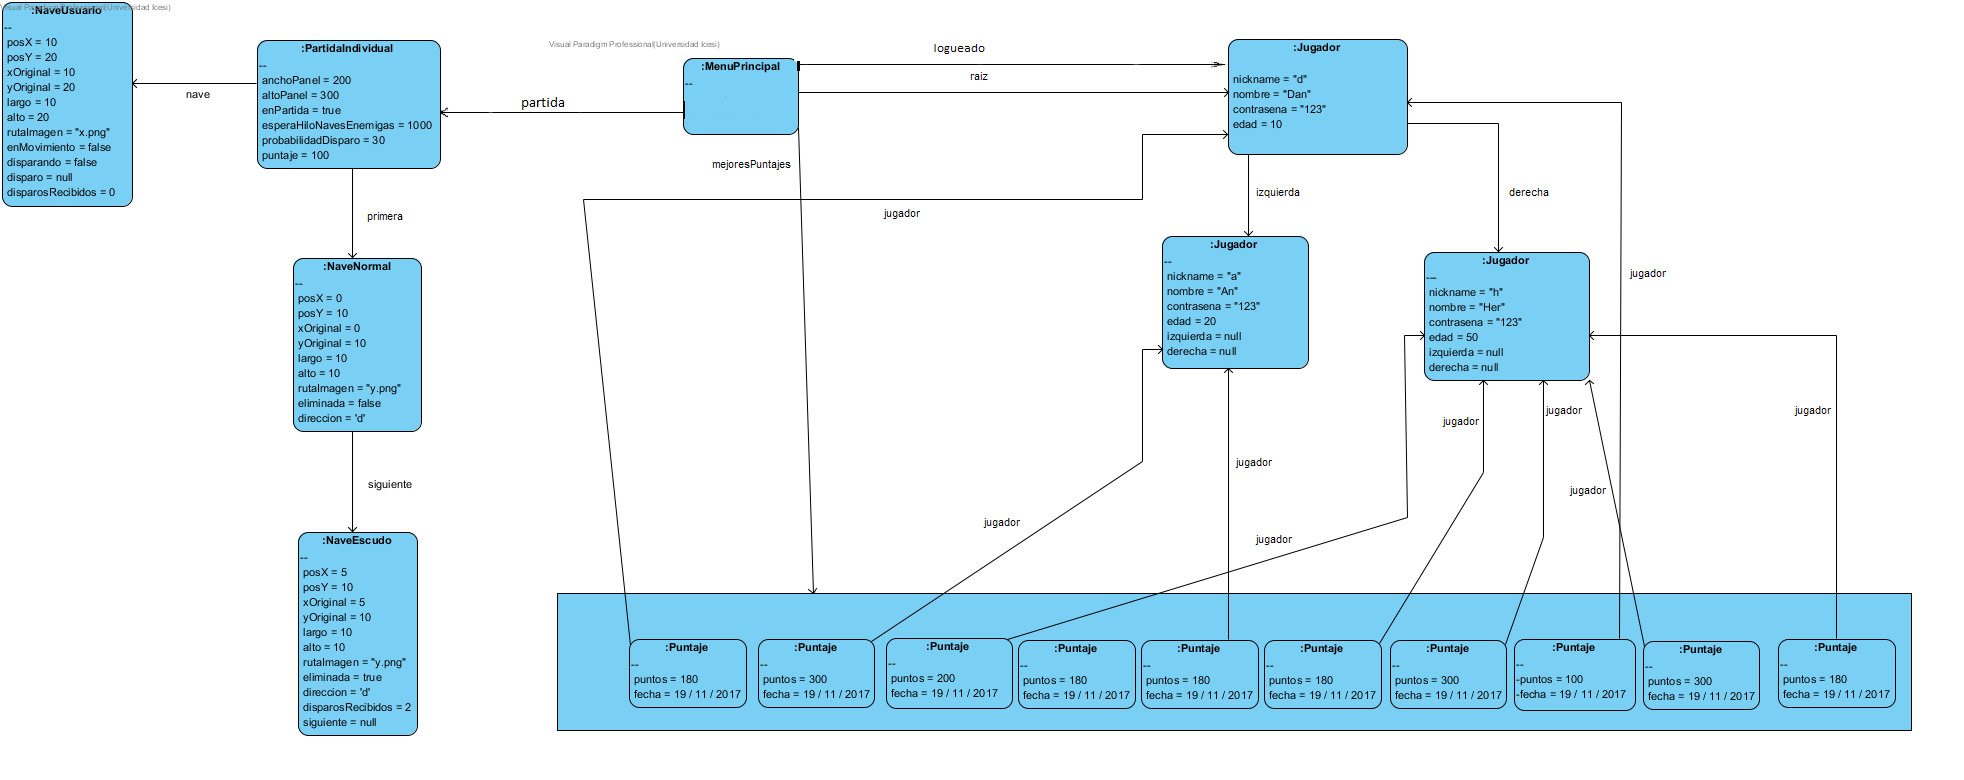 Visual Paradigm Professional(Universidad Icesi)
:NaveUsuario
--
posX = 10
posY = 20
xOriginal = 10
yOriginal = 20
largo = 10
alto = 20
rutaImagen = "x.png"
enMovimiento = false
disparando = false
disparo = null
disparosRecibidos = 0
nave
:PartidaIndividual
--
anchoPanel = 200
altoPanel = 300
enPartida = true
esperaHiloNavesEnemigas = 1000
probabilidadDisparo = 30
puntaje = 100
primera
:NaveNormal
--
posX = 0
posY = 10
xOriginal = 0
yOriginal = 10
largo = 10
alto = 10
rutaImagen = "y.png"
eliminada = false
direccion = 'd'
siguiente
:NaveEscudo
--
posX = 5
posY = 10
xOriginal = 5
yOriginal = 10
largo = 10
alto = 10
rutaImagen = "y.png"
eliminada = true
direccion = 'd'
disparosRecibidos = 2
siguiente = null
partida
Visual Paradigm Professional(Universidad Icesi)
:MenuPrincipal
--
logueado
raiz
mejoresPuntajes
:Jugador
nickname = "d"
nombre = "Dan"
contrasena = "123"
edad = 10
jugador
izquierda
derecha
:Jugador
--
nickname = "a"
nombre = "An"
contrasena = "123"
edad = 20
izquierda = null
derecha = null
:Jugador
---
nickname = "h"
nombre = "Her"
contrasena = "123"
edad = 50
izquierda = null
derecha = null
jugador
jugador
jugador
jugador
jugador
jugador
jugador
jugador
:Puntaje
--
puntos = 180
fecha = 19 / 11 / 2017
:Puntaje
--
puntos = 300
fecha = 19 / 11 / 2017
:Puntaje
--
puntos = 200
fecha = 19 / 11 / 2017
:Puntaje
--
puntos = 180
fecha = 19 / 11 / 2017
:Puntaje
--
puntos = 180
fecha = 19 / 11 / 2017
:Puntaje
--
puntos = 180
fecha = 19 / 11 / 2017
:Puntaje
--
puntos = 300
fecha = 19 / 11 / 2017
:Puntaje
--
-puntos = 100
-fecha = 19 / 11 / 2017
:Puntaje
--
puntos = 300
fecha = 19 / 11 / 2017
:Puntaje
--
puntos = 180
fecha = 19 / 11 / 2017